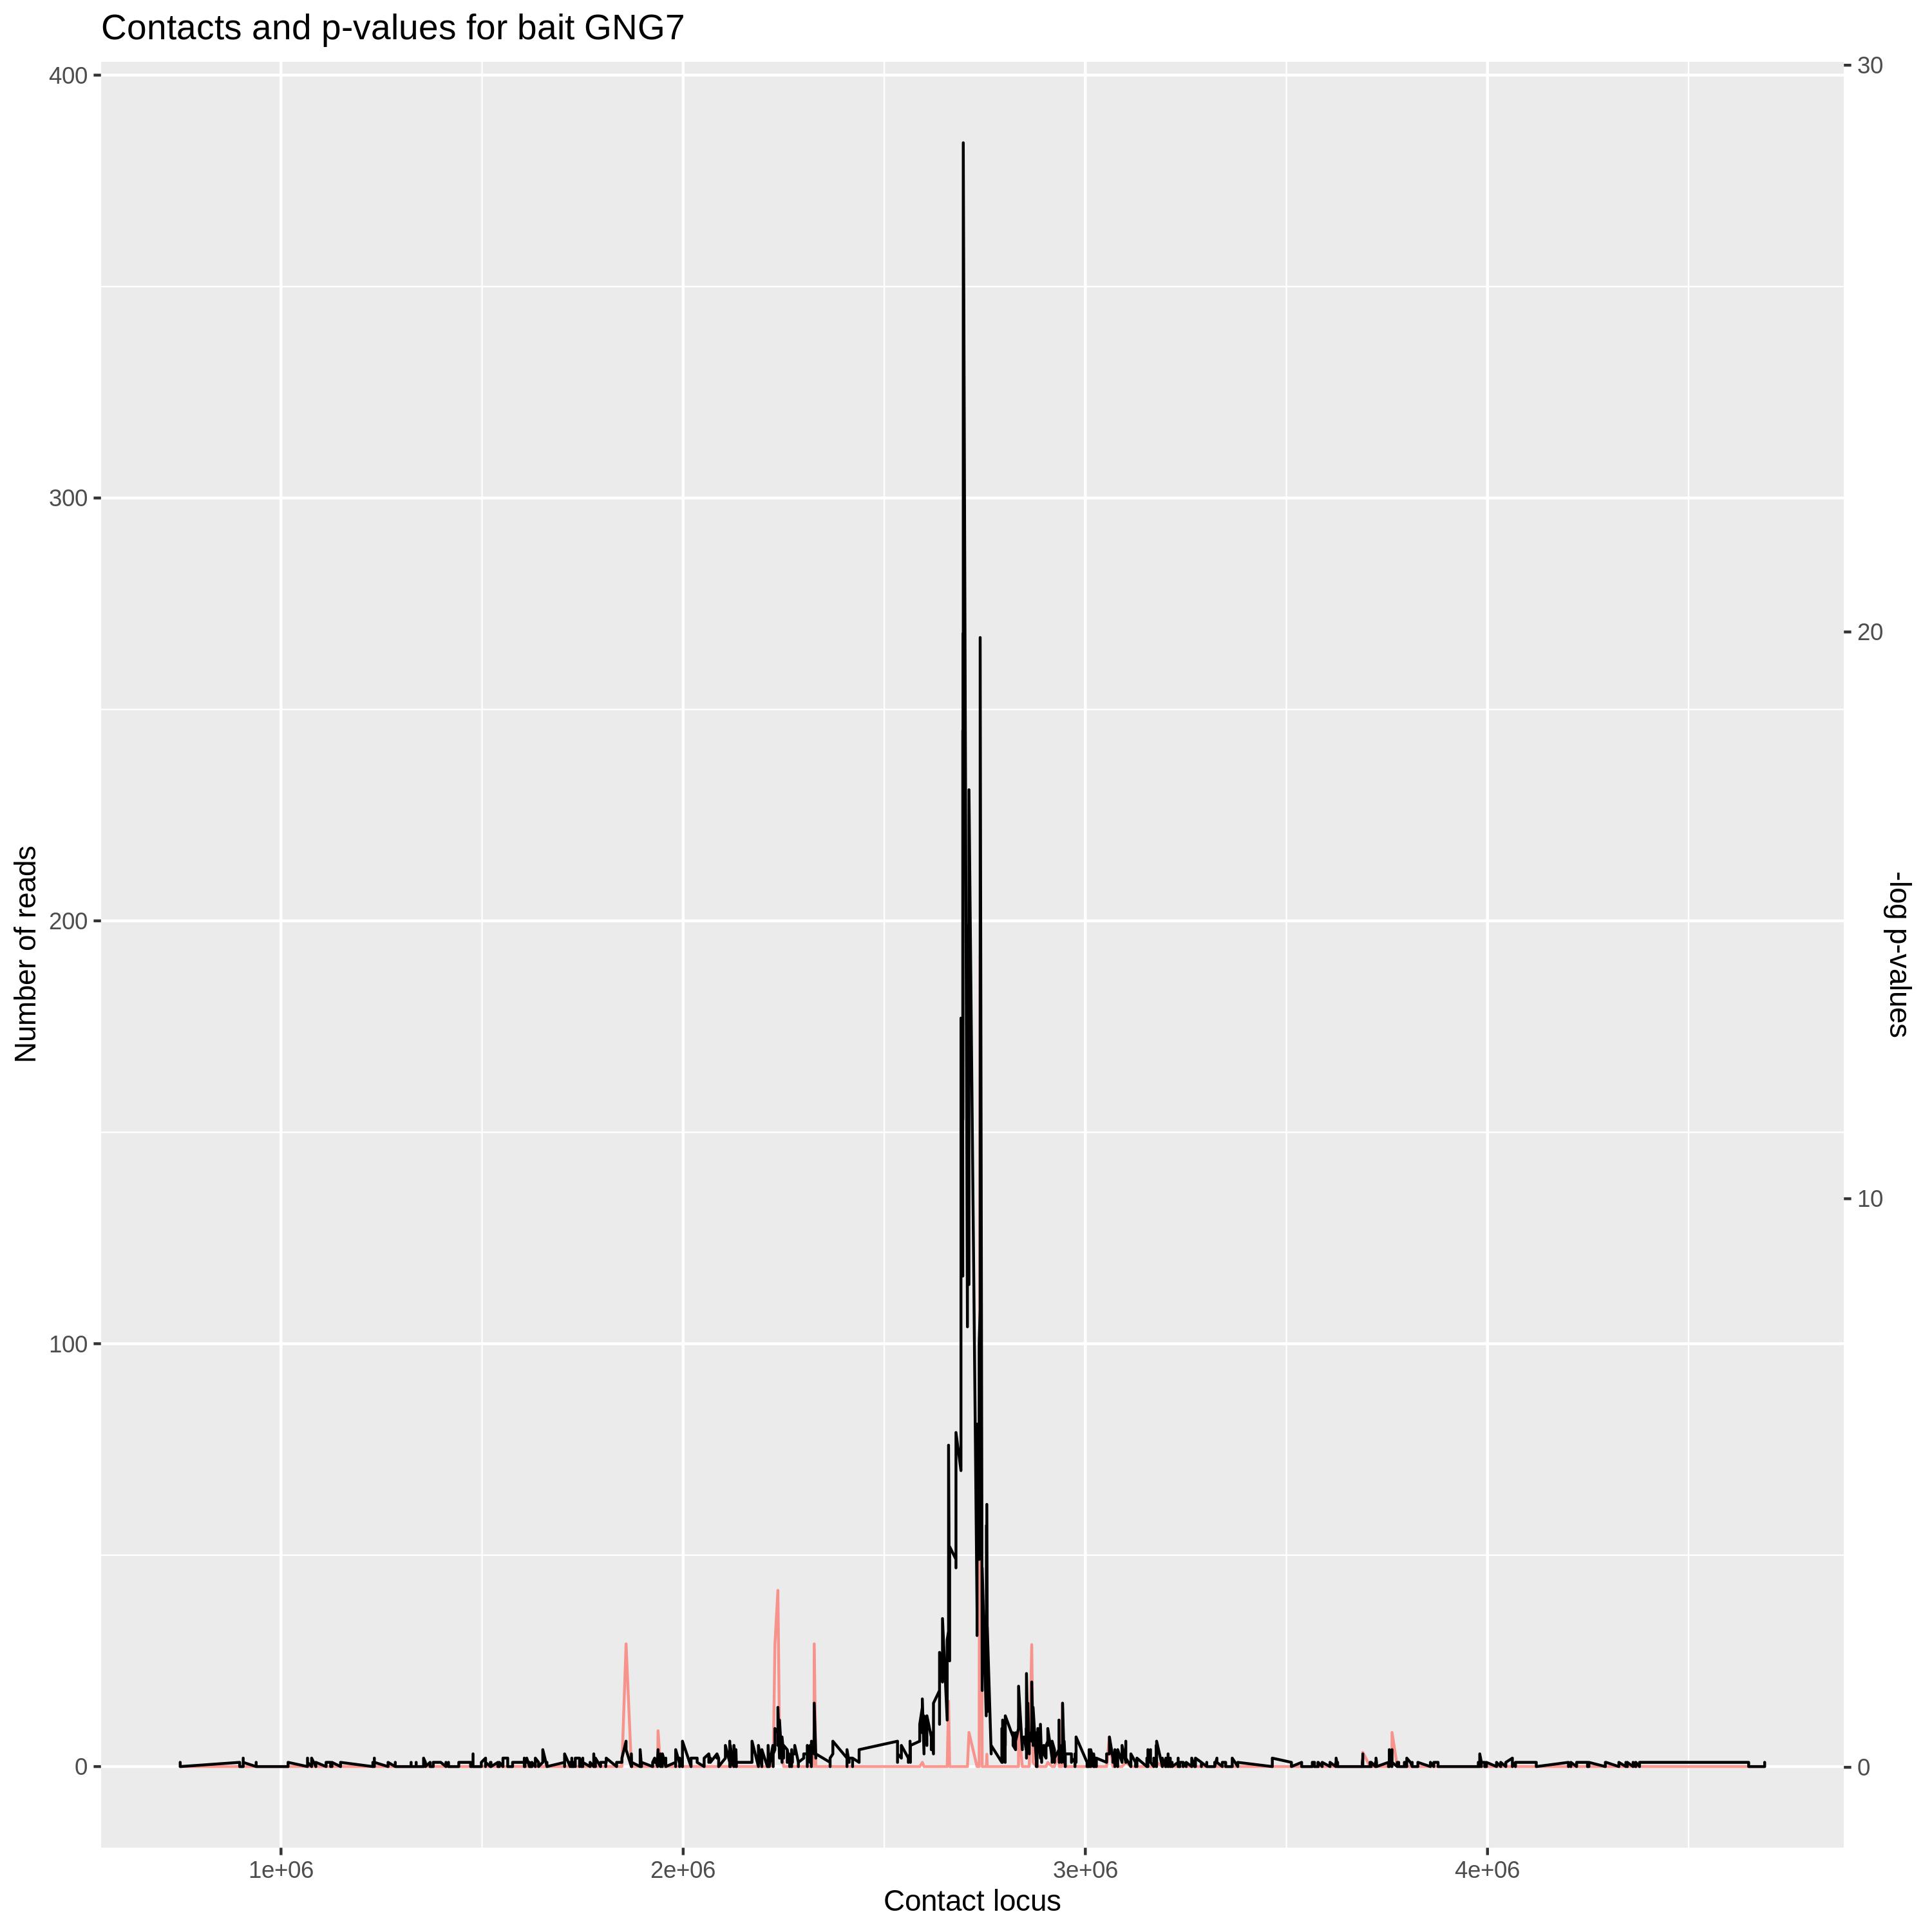 Contacts and p-values for bait GNG7
400
300
200
100
0
Number of reads
30
20
10
0
-log p-values
1e+06
2e+06
3e+06
4e+06
Contact locus